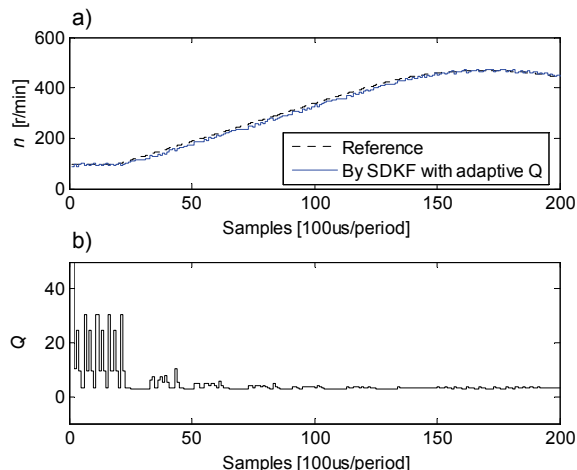 a)
600
400
200
0
n [r/min]
Reference
By SDKF with adaptive Q
0 50 100 150 200
Samples [100us/period]
b)
40
20
0
Q
0 50 100 150 200
Samples [100us/period]